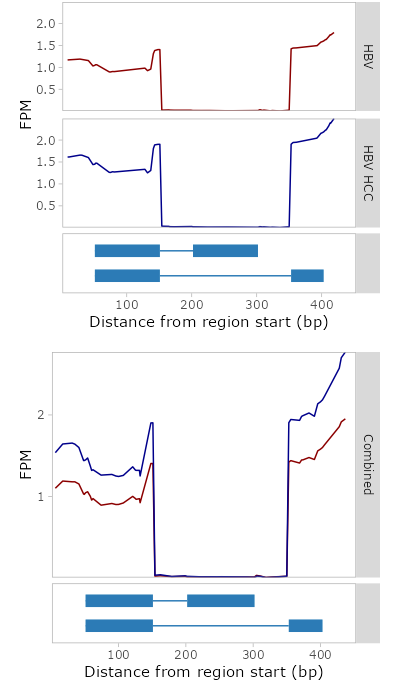 2.0
1.5
1.0
0.5
HBV
FPM
2.0
1.5
1.0
0.5
HBV HCC
100 200 300 400
Distance from region start (bp)
2
1
FPM
Combined
100 200 300 400
Distance from region start (bp)